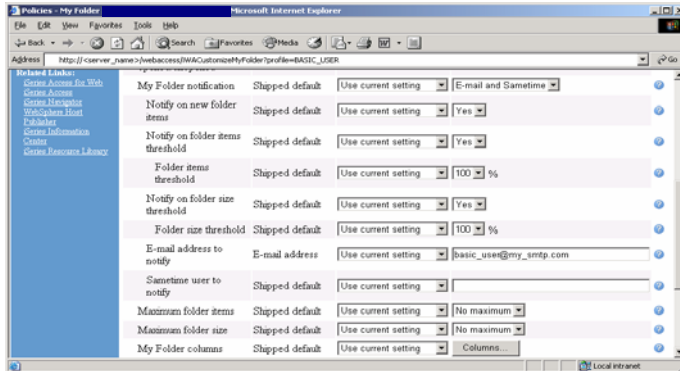 Policies - My Folder Microsoft Internet Explorer
File Edit View Favorites Tools Help
Back Search Favorites Media
Address http://<server_name>/webaccess/iWACustomizeMyFolder?profile=BASIC_USER Go
Related Links:
iSeries Access for Web
iSeries Access
iSeries Navigator
WebSphere Host
Publisher
iSeries Information
Center
iSeries Resource Library
My Folder notification Shipped default Use current setting E-mail and Sametime
Notify on new folder items Shipped default Use current setting Yes
Notify on folder items threshold Shipped default Use current setting Yes
Folder items threshold Shipped default Use current setting 100 %
Notify on folder size threshold Shipped default Use current setting Yes
Folder size threshold Shipped default Use current setting 100 %
E-mail address to notify E-mail address Use current setting basic_user@my_smtp.com
Sametime user to notify Shipped default Use current setting
Maximum folder items Shipped default Use current setting No maximum
Maximum folder size Shipped default Use current setting No maximum
My Folder columns Shipped default Use current setting Columns...
Local intranet